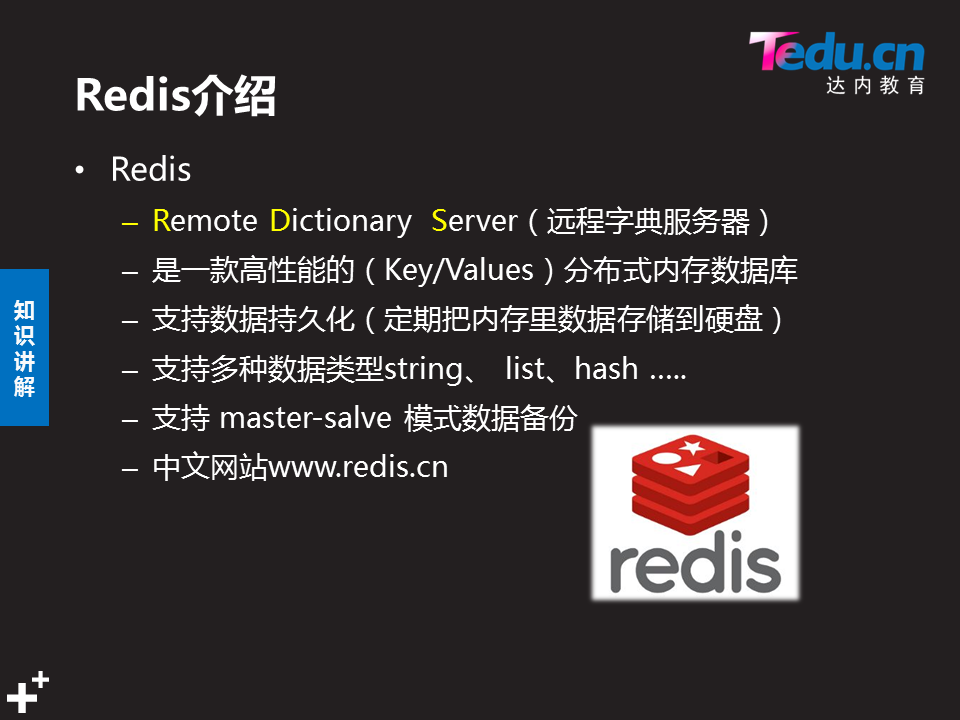 Tedu.cn
达内教育
Redis介绍
• Redis
– Remote Dictionary Server（远程字典服务器）
– 是一款高性能的（Key/Values）分布式内存数据库
– 支持数据持久化（定期把内存里数据存储到硬盘）
– 支持多种数据类型string、 list、hash …..
– 支持 master-salve 模式数据备份
– 中文网站www.redis.cn
知识讲解
redis